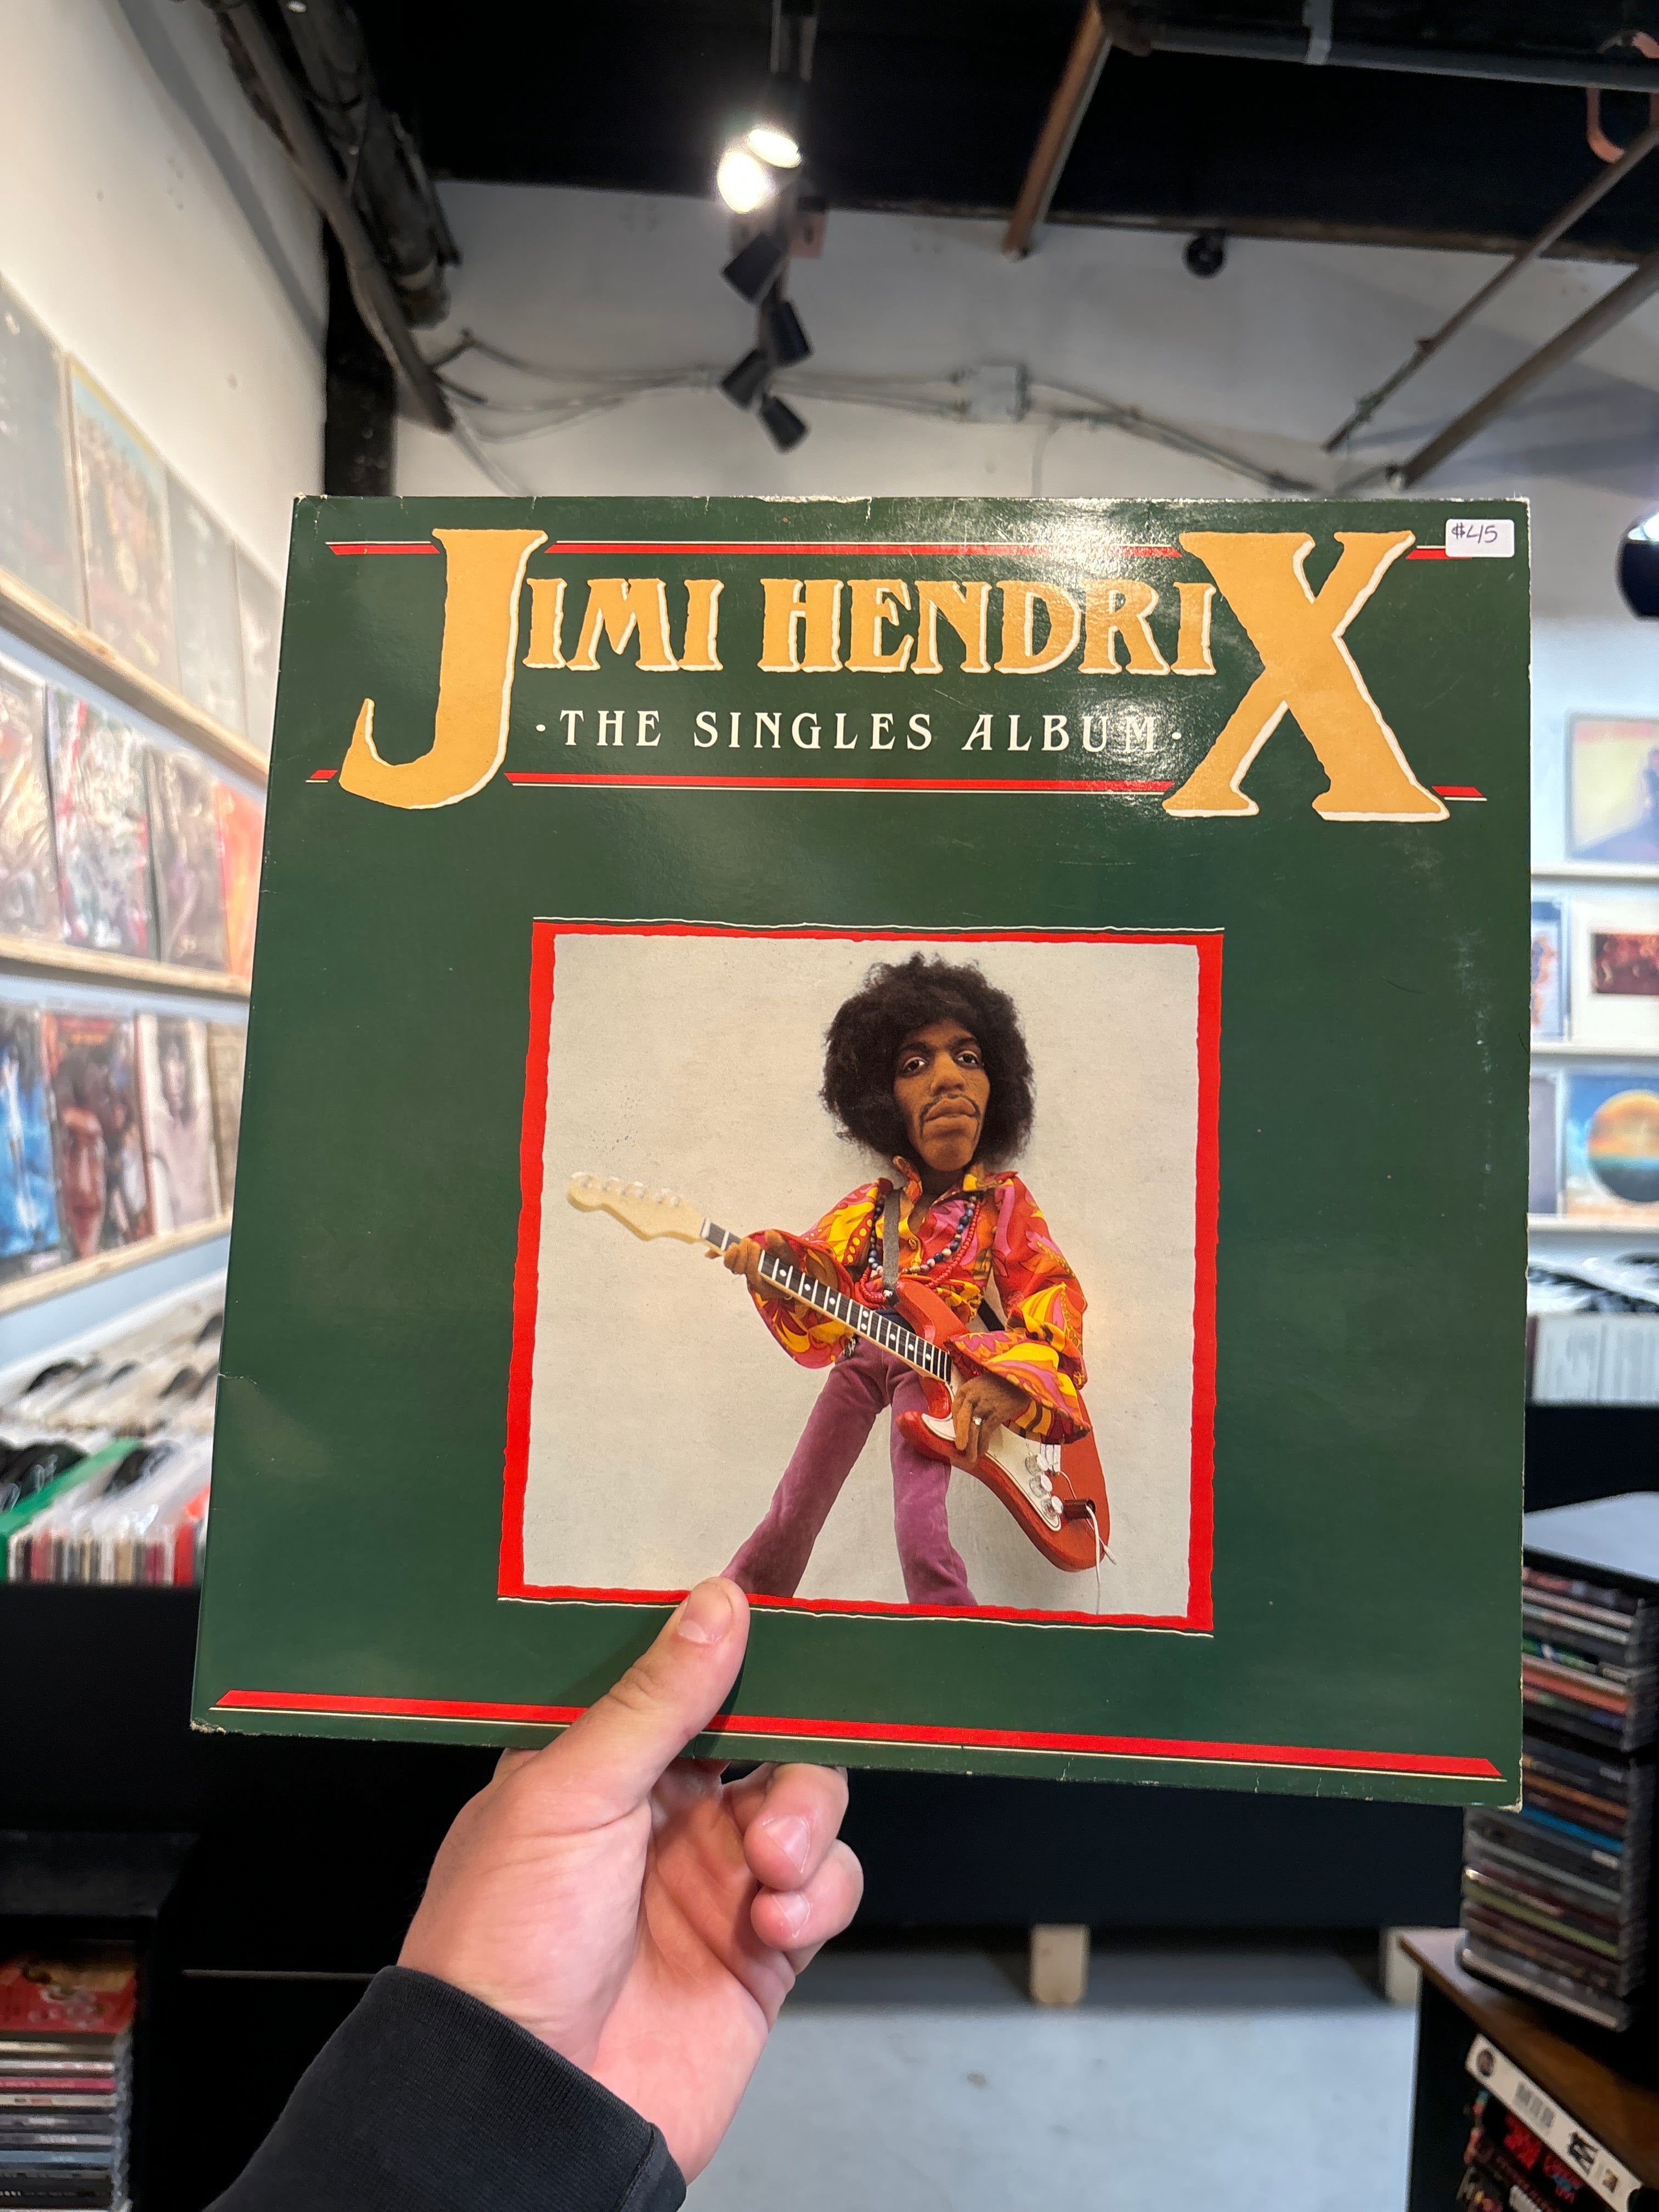 $45
JIMI HENDRIX
·THE SINGLES ALBUM·